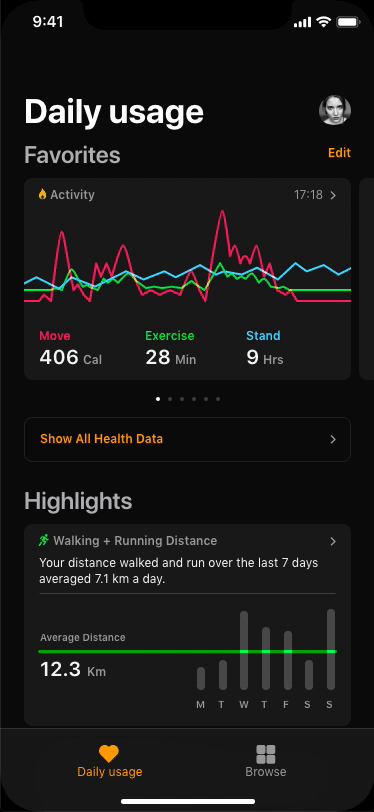 9:41
Daily usage
Favorites
Edit
Activity
17:18
Move
Exercise
Stand
406 Cal
28 Min
9 Hrs
Show All Health Data
Highlights
Walking + Running Distance
Your distance walked and run over the last 7 days
averaged 7.1 km a day.
Average Distance
12.3 Km
M T W T F S S
Daily usage
Browse